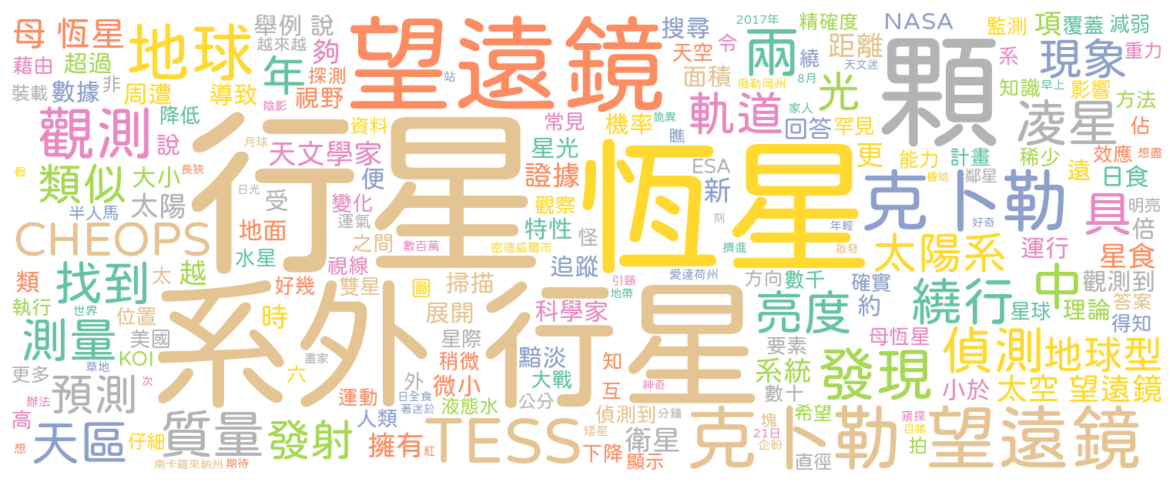 母 恆星
地球
舉例 說
越來越
望遠鏡
搜尋
2017年
精確度
NASA
監測
項
覆蓋 減弱
藉由
超過
年
夠
探測
天空
令
兩
距離
繞
天文迷
顆
系
現象
重力
裝載
數據
非
周遭
導致
視野
站
面積
俄勒岡州
8月
光
知識
早上
影響
方法
觀測
降低
陰影
資料
常見
詭異
機率
瞧
家人
軌道
回答
罕見
凌星
佔
說
月球
天文學家
行星
星光
證據
恆星
ESA
新
更
能力
計畫
稀少
效應
想盡
假
類似
大小
長狹
日光
便
昏暗
鄰星
遠
日食
半人馬
太陽
受
變化
觀察
特性
刻
年輕
克卜勒
好奇
具
明亮
倍
CHEOPS
地面
運氣
之間
數百萬
密德威爾市
怪
擠進
啟發
太陽系
運行
星食
類
找到
太
越
水星
好幾
視線
雙星
圖
掃描
追蹤
引頸
地帶
愛達荷州
方向
數千
確實
中
觀測到
執行
世界
位置
時
系外行星
展開
科學家
亮度
約
繞行
星球
理論
答案
測量
美國
KOI
草地
畫家
星際
稍微
黯淡
知
要素
母恆星
得知
更多
預測
次
六
運動
外
日全食
著迷於
微小
大戰
互
神奇
系統
數十
發現
偵測
地球型
小於
太空 望遠鏡
高
辦法
想
天區
仔細
質量
發射
人類
擁有
紅
液態水
公分
TESS
偵測到
分鐘
矮星
下降
衛星
顯示
克卜勒 望遠鏡
塊
希望
窺探
21日
目睹
企盼
拍
直徑
南卡羅來納州
期待